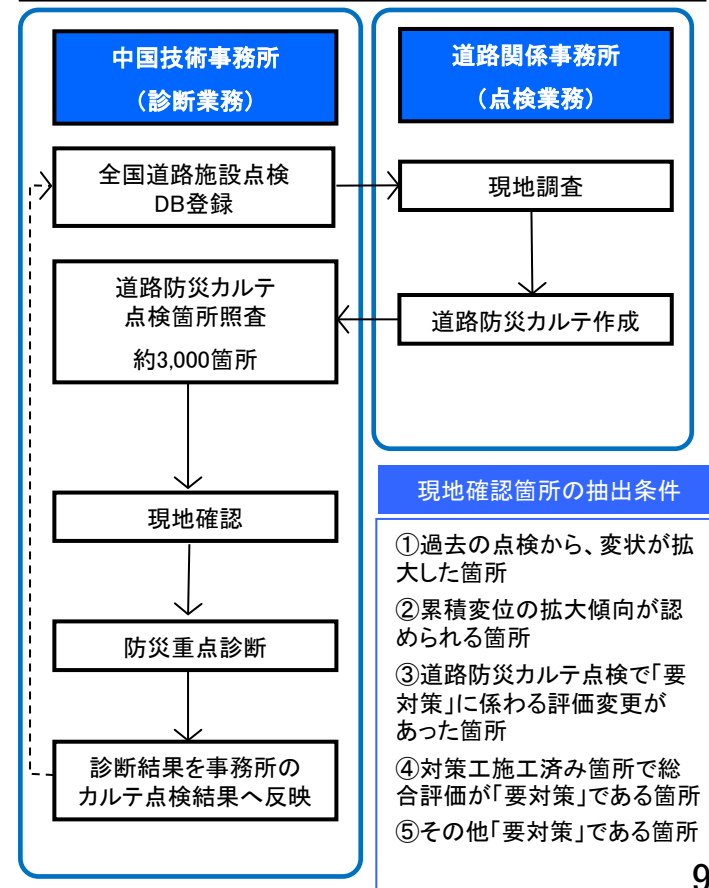 中国技術事務所
（診断業務）
道路関係事務所
（点検業務）
全国道路施設点検
DB登録
現地調査
道路防災カルテ作成
道路防災カルテ
点検箇所照査
約3,000箇所
現地確認
防災重点診断
診断結果を事務所の
カルテ点検結果へ反映
現地確認箇所の抽出条件
①過去の点検から、変状が拡
大した箇所
②累積変位の拡大傾向が認
められる箇所
③道路防災カルテ点検で「要
対策」に係わる評価変更が
あった箇所
④対策工施工済み箇所で総
合評価が「要対策」である箇所
⑤その他「要対策」である箇所
9